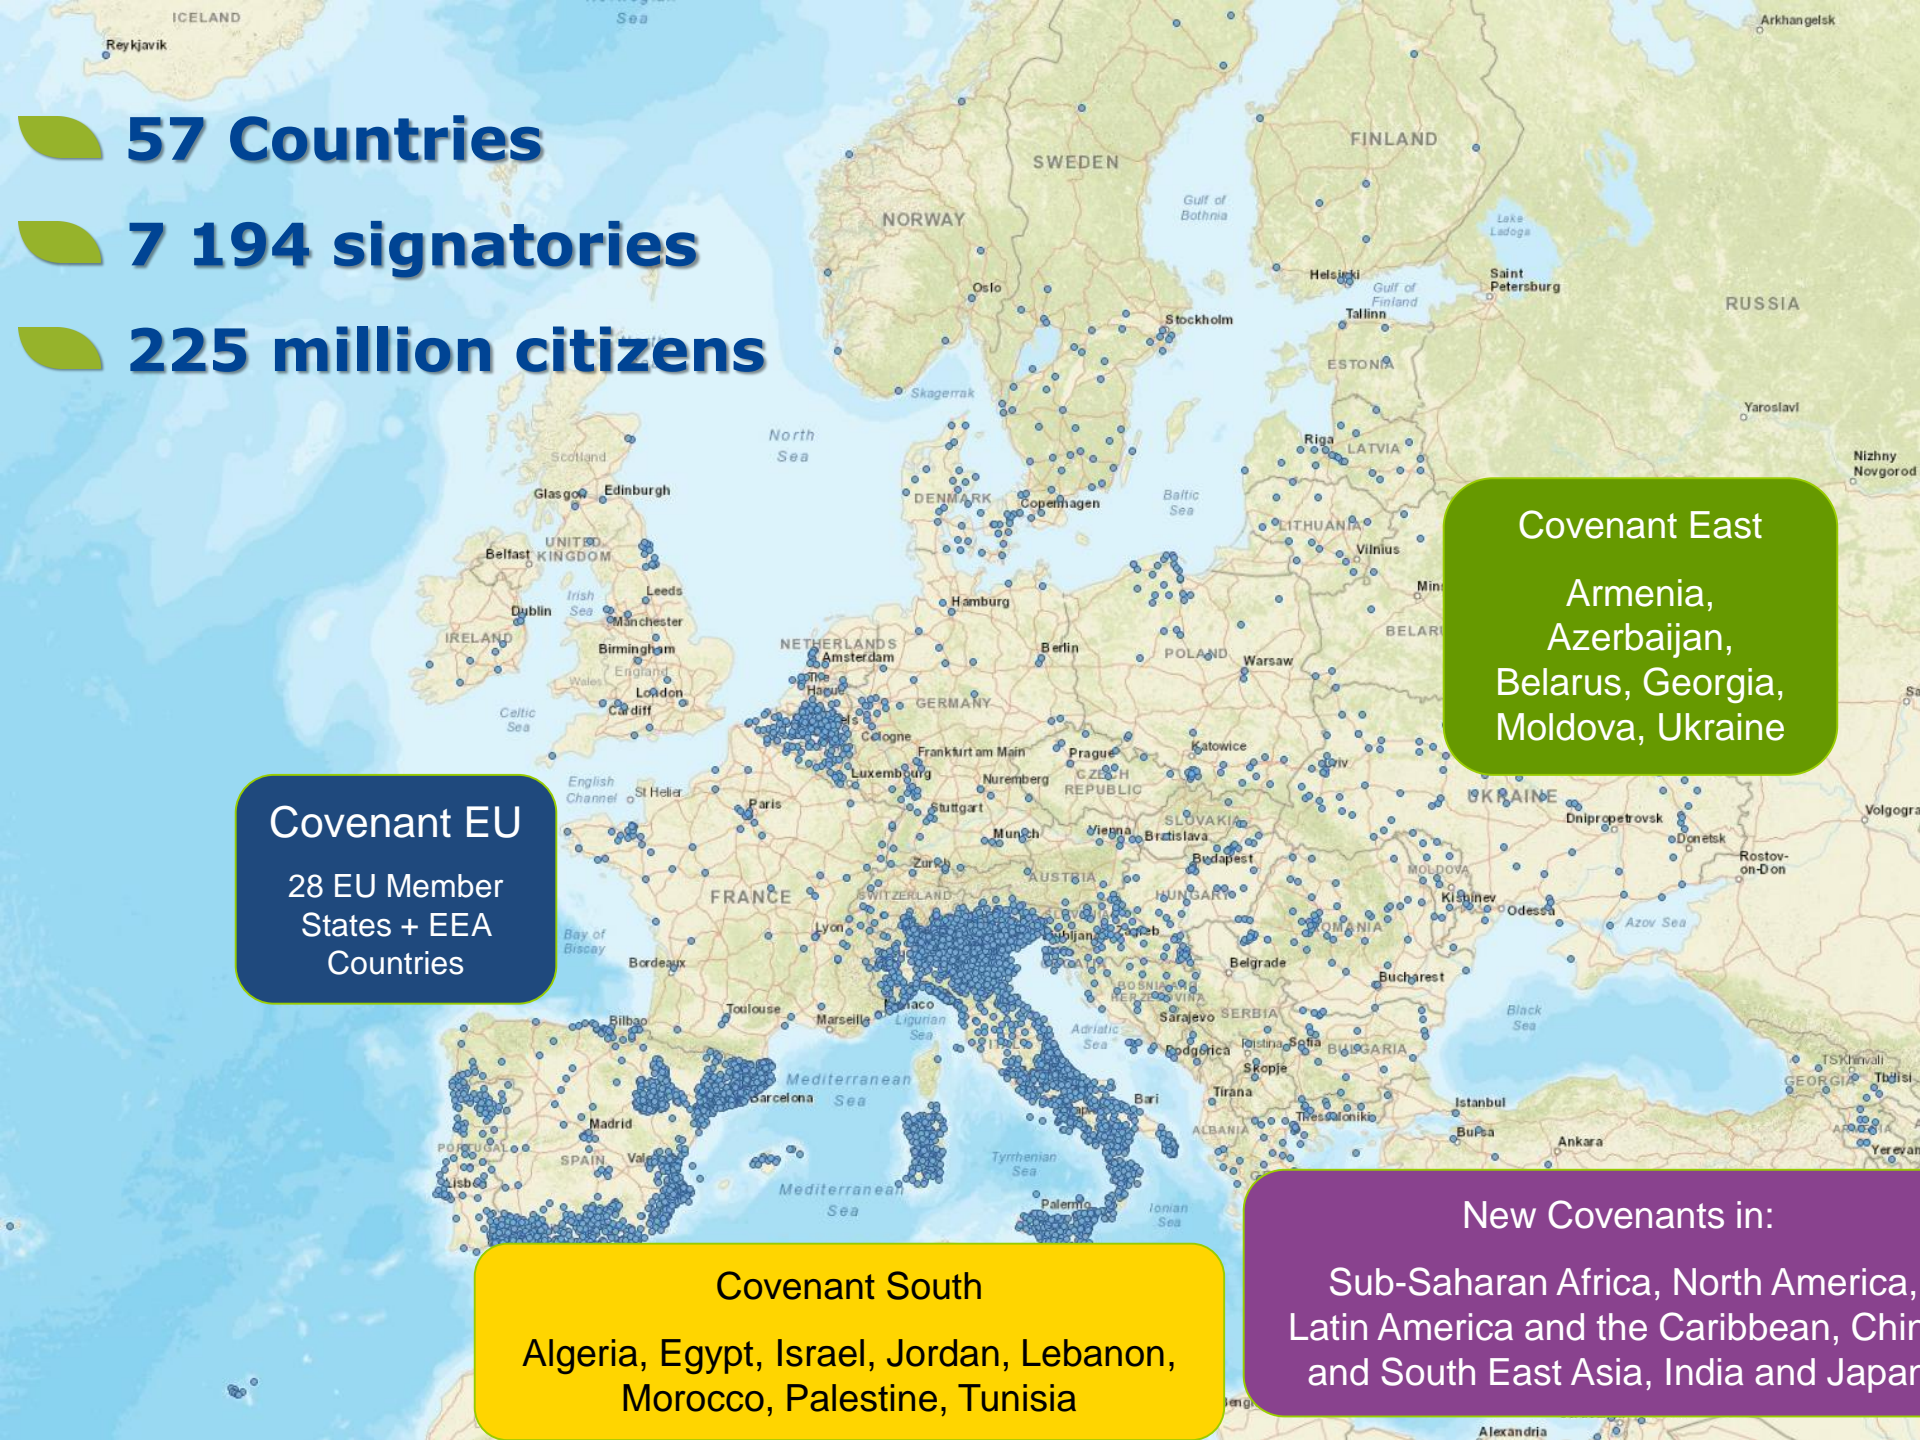 ICELAND
Reykjavik
Sea
Arkhangelsk
57 Countries
7 194 signatories
225 million citizens
FINLAND
SWEDEN
NORWAY
Gulf of
Bothnia
Lake
Ladoga
Helsinki
Gulf of
Finland
Saint
Petersburg
RUSSIA
Oslo
Stockholm
Tallinn
ESTONIA
Skagerrak
Yaroslavl
North
Sea
Riga
LATVIA
Scotland
Nizhny
Novgorod
Glasgow
Edinburgh
DENMARK
Copenhagen
Baltic
Sea
LITHUANIA
Vilnius
UNITED
KINGDOM
Belfast
Covenant East
Armenia,
Azerbaijan,
Belarus, Georgia,
Moldova, Ukraine
Irish
Sea
Leeds
Dublin
Manchester
Hamburg
IRELAND
Birmingham
England
Wales
London
Cardiff
Celtic
Sea
NETHERLANDS
Amsterdam
The
Hague
Berlin
POLAND
Warsaw
GERMANY
Cologne
Frankfurt am Main
Prague
Katowice
Luxembourg
Nuremberg
CZECH
REPUBLIC
English
Channel
St Helier
Paris
Stuttgart
UKRAINE
Dnipropetrovsk
Donetsk
SLOVAKIA
Munich
Vienna
Bratislava
Budapest
Rostov-
on-Don
Zurich
AUSTRIA
MOLDOVA
Covenant EU
28 EU Member
States + EEA
Countries
FRANCE
SWITZERLAND
HUNGARY
Kishinev
Odessa
Azov Sea
Lyon
Zagreb
Bay of
Biscay
Bordeaux
Belgrade
Bucharest
BOSNIA AND
HERZEGOVINA
Toulouse
Marseille
Ligurian
Sea
Sarajevo
SERBIA
Black
Sea
Bilbao
Adriatic
Sea
Podgorica
Sofia
BULGARIA
Skopje
Tskhinvali
GEORGIA
Tbilisi
Mediterranean
Sea
Barcelona
Tirana
Bari
Istanbul
Thessaloniki
Madrid
ALBANIA
Bursa
Ankara
PORTUGAL
SPAIN
Tyrrhenian
Sea
Mediterranean
Sea
Palermo
Ionian
Sea
New Covenants in:
Sub-Saharan Africa, North America,
Latin America and the Caribbean, Chin
and South East Asia, India and Japan
Covenant South
Algeria, Egypt, Israel, Jordan, Lebanon,
Morocco, Palestine, Tunisia
Alexandria